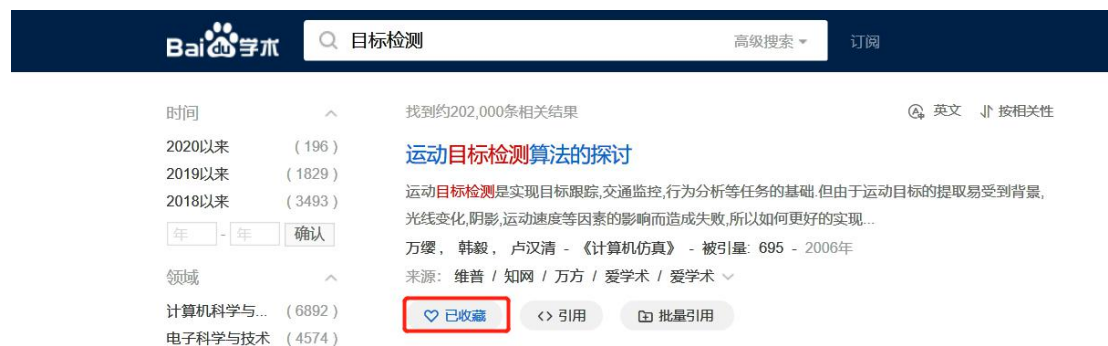 Bai du 学术
目标检测
高级搜索
订阅
时间
2020以来 (196)
2019以来 (1829)
2018以来 (3493)
年 - 年 确认
领域
计算机科学与... (6892)
电子科学与技术 (4574)
找到约202,000条相关结果
英文 按相关性
运动目标检测算法的探讨
运动目标检测是实现目标跟踪,交通监控,行为分析等任务的基础.但由于运动目标的提取易受到背景,
光线变化,阴影,运动速度等因素的影响而造成失败,所以如何更好的实现...
万缨, 韩毅, 卢汉清 - 《计算机仿真》 - 被引量: 695 - 2006年
来源: 维普 / 知网 / 万方 / 爱学术 / 爱学术
已收藏 <> 引用 批量引用